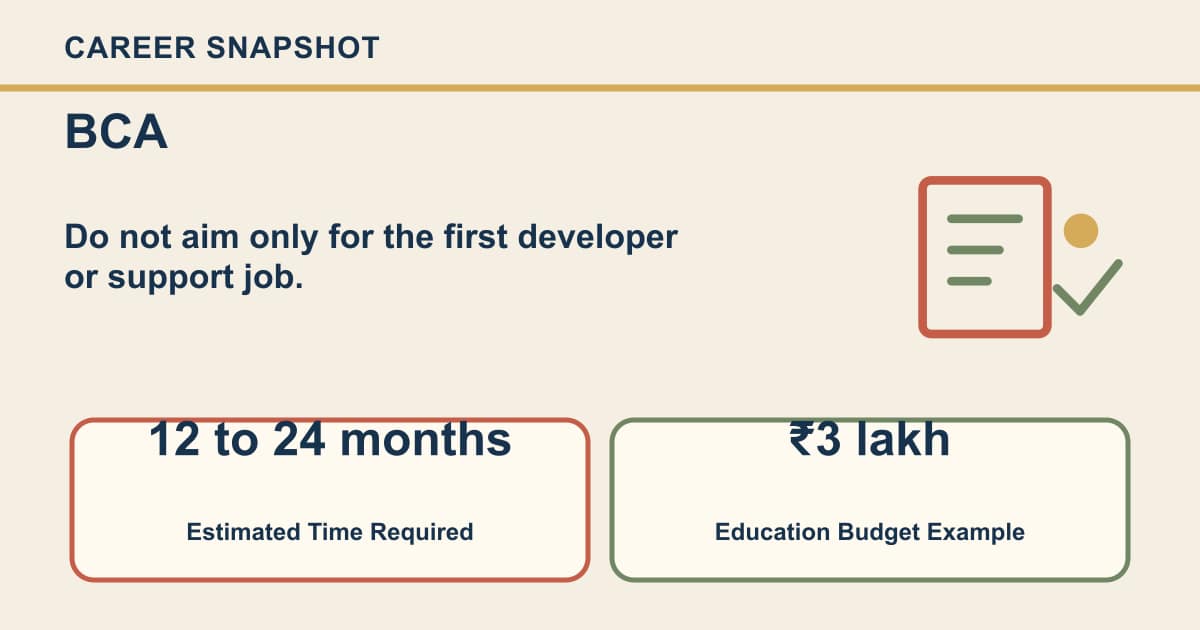 CAREER SNAPSHOT
BCA
Do not aim only for the first developer
or support job.
12 to 24 months
Estimated Time Required
₹3 lakh
Education Budget Example